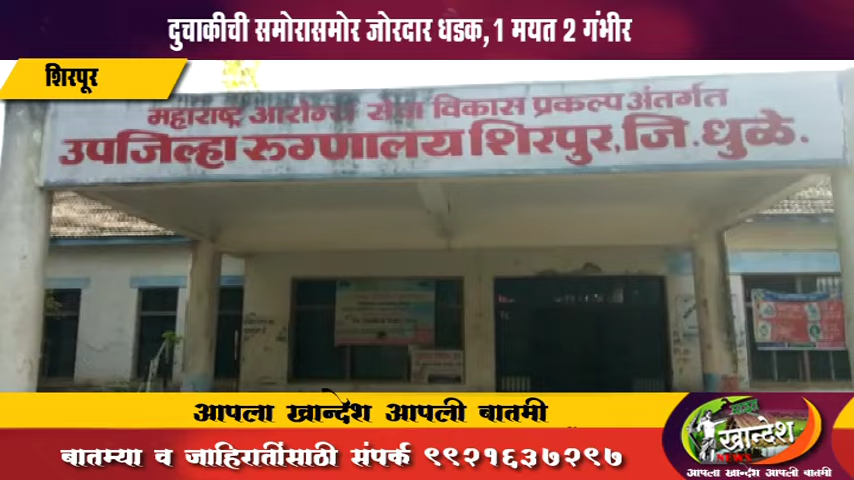 दुचाकीची समोरासमोर जोरदार धडक, 1 मयत 2 गंभीर
शिरपूर
महाराष्ट्र आरोग्य सेवा विकास प्रकल्प अंतर्गत
उपजिल्हा रुग्णालय शिरपुर, जि. धुळे.
आपला खान्देश आपली बातमी
बातम्या व जाहिरातींसाठी संपर्क ९९२१६३७२९७
खान्देश
NEWS
आपला खान्देश आपली बातमी